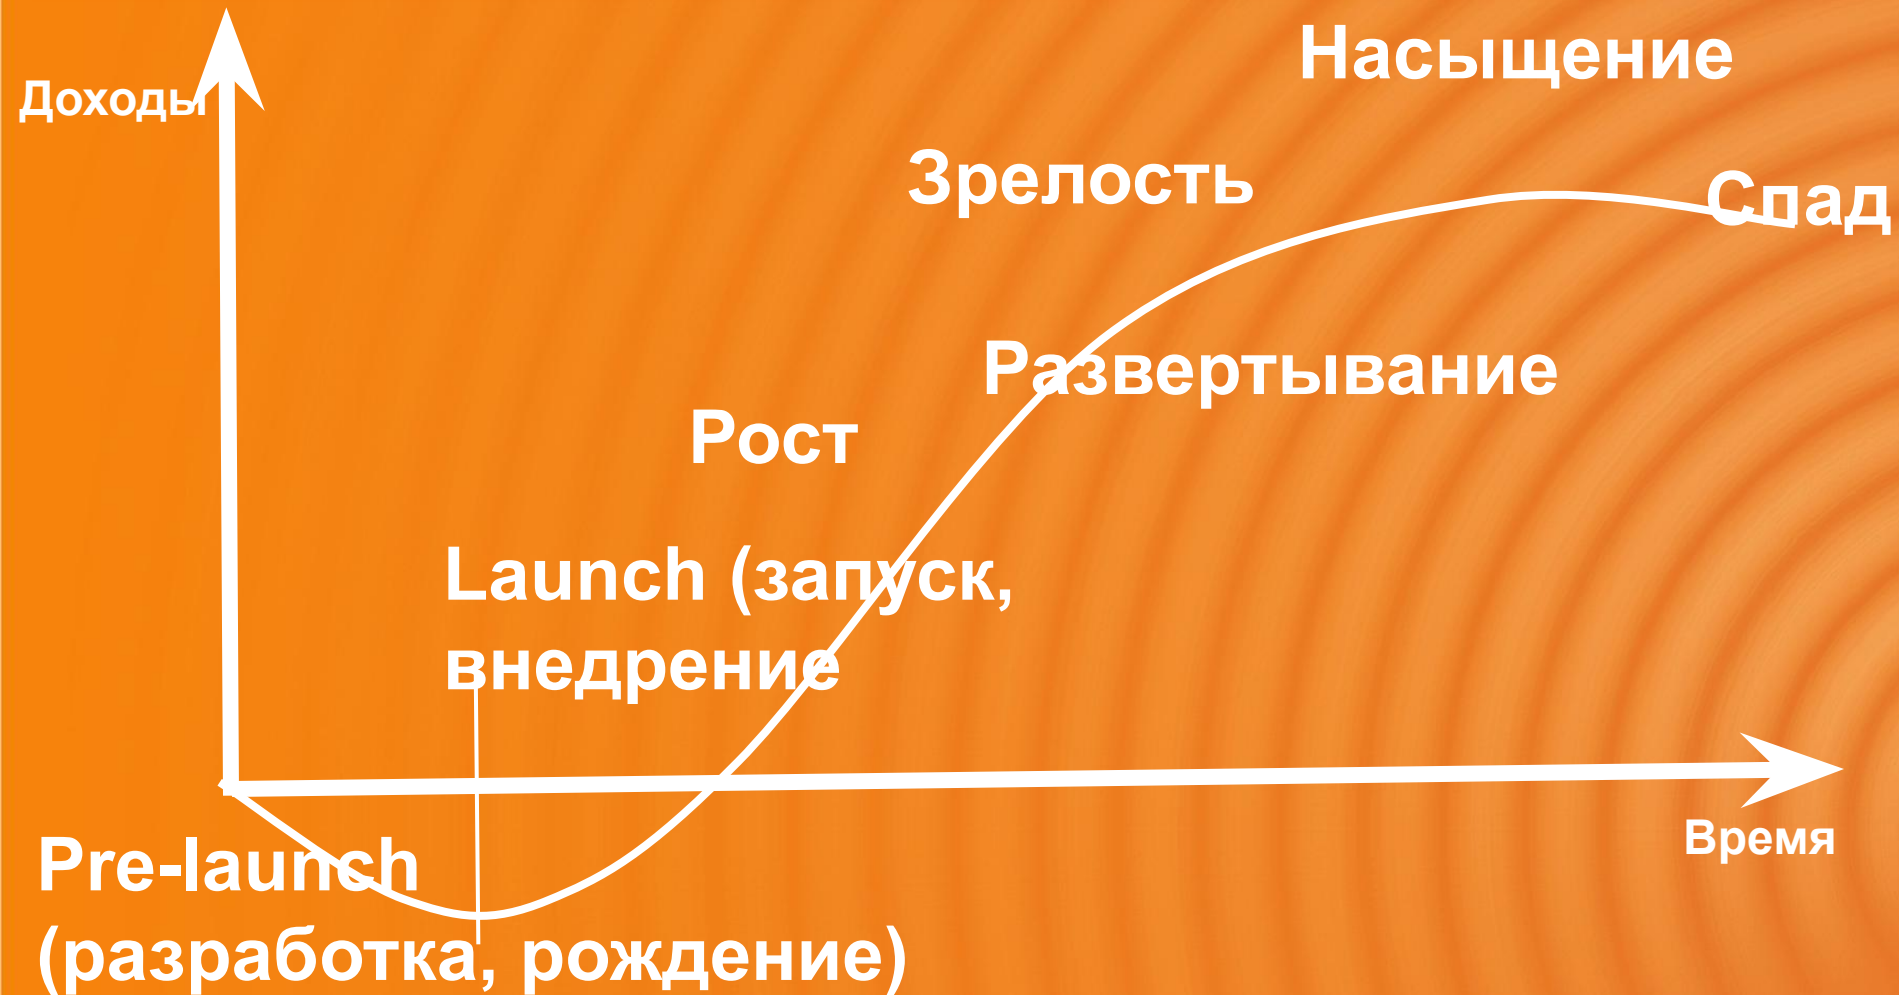 Насыщение
Доходы
Зрелость
Спад
Развертывание
Рост
Launch (запуск,
внедрение
Время
Pre-launch
(разработка, рождение)